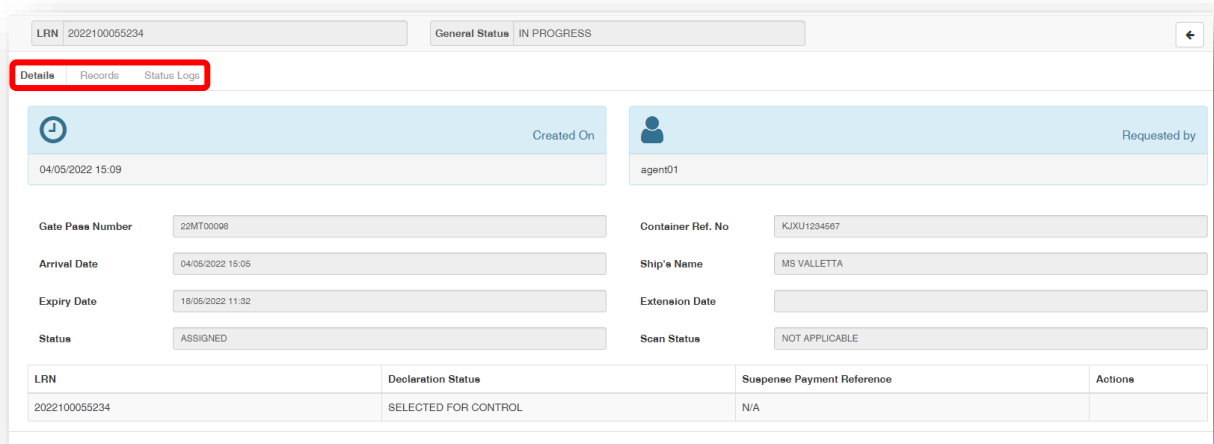 LRN 2022100055234 General Status IN PROGRESS
Details Records Status Logs
Created On Requested by
04/05/2022 15:09 agent01
Gate Pass Number 22MT00098 Container Ref. No KJXU1234567
Arrival Date 04/05/2022 15:05 Ship's Name MS VALLETTA
Expiry Date 18/05/2022 11:32 Extension Date
Status ASSIGNED Scan Status NOT APPLICABLE
LRN Declaration Status Suspense Payment Reference Actions
2022100055234 SELECTED FOR CONTROL N/A